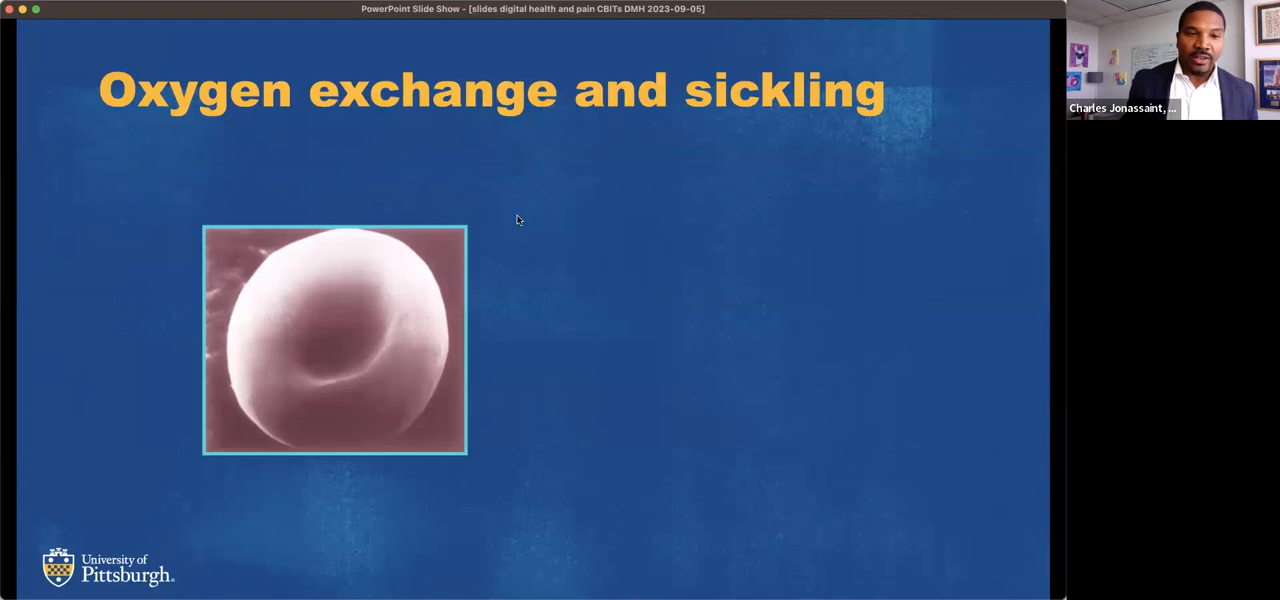 PowerPoint Slide Show - [slides digital health and pain CBITs DMH 2023-09-05]
Oxygen exchange and sickling
Charles Jonassaint, ...
University of
Pittsburgh.